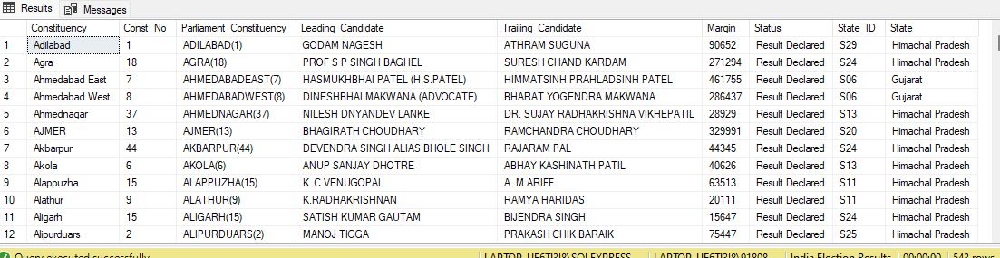 Results Messages
Constituency Const_No Parliament_Constituency Leading_Candidate Trailing_Candidate Margin Status State_ID State
1 Adilabad 1 ADILABAD(1) GODAM NAGESH ATHRAM SUGUNA 90652 Result Declared S29 Himachal Pradesh
2 Agra 18 AGRA(18) PROF S P SINGH BAGHEL SURESH CHAND KARDAM 271294 Result Declared S24 Himachal Pradesh
3 Ahmedabad East 7 AHMEDABADEAST(7) HASMUKHBHAI PATEL (H.S.PATEL) HIMMATSINH PRAHLADSINH PATEL 461755 Result Declared S06 Gujarat
4 Ahmedabad West 8 AHMEDABADWEST(8) DINESHBHAI MAKWANA (ADVOCATE) BHARAT YOGENDRA MAKWANA 286437 Result Declared S06 Gujarat
5 Ahmednagar 37 AHMEDNAGAR(37) NILESH DNYANDEV LANKE DR. SUJAY RADHAKRISHNA VIKHEPATIL 28929 Result Declared S13 Himachal Pradesh
6 AJMER 13 AJMER(13) BHAGIRATH CHOUDHARY RAMCHANDRA CHOUDHARY 329991 Result Declared S20 Himachal Pradesh
7 Akbarpur 44 AKBARPUR(44) DEVENDRA SINGH ALIAS BHOLE SINGH RAJARAM PAL 44345 Result Declared S24 Himachal Pradesh
8 Akola 6 AKOLA(6) ANUP SANJAY DHOTRE ABHAY KASHINATH PATIL 40626 Result Declared S13 Himachal Pradesh
9 Alappuzha 15 ALAPPUZHA(15) K. C VENUGOPAL A. M ARIFF 63513 Result Declared S11 Himachal Pradesh
10 Alathur 9 ALATHUR(9) K.RADHAKRISHNAN RAMYA HARIDAS 20111 Result Declared S11 Himachal Pradesh
11 Aligarh 15 ALIGARH(15) SATISH KUMAR GAUTAM BIJENDRA SINGH 15647 Result Declared S24 Himachal Pradesh
12 Alipurduars 2 ALIPURDUARS(2) MANOJ TIGGA PRAKASH CHIK BARAIK 75447 Result Declared S25 Himachal Pradesh
Query executed successfully India Election Results 00:00:00 543 rows